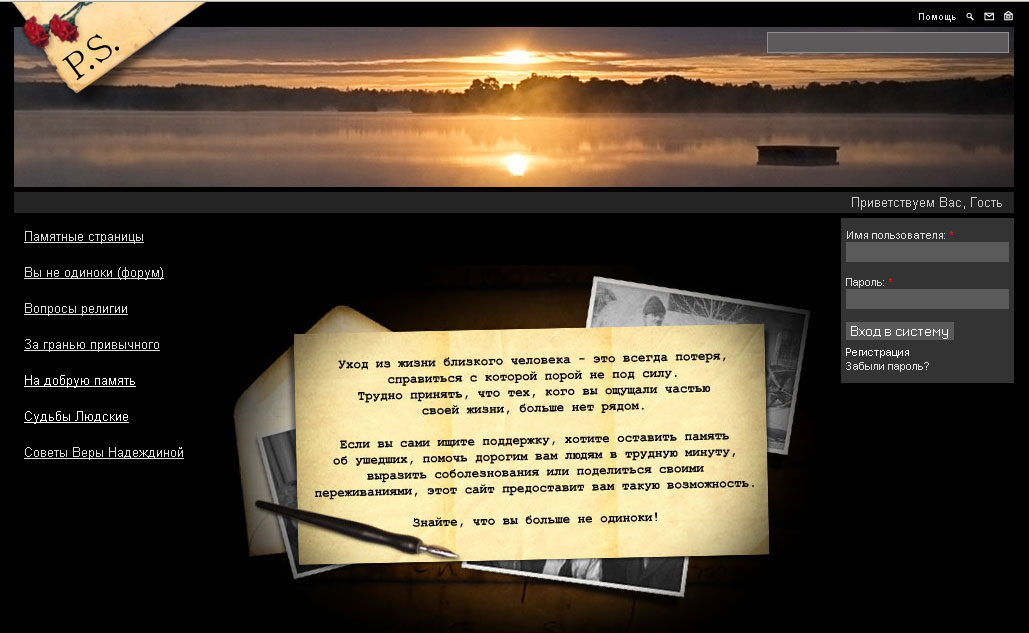 Помощь
P.S.
Приветствуем Вас, Гость
Памятные страницы
Вы не одиноки (форум)
Вопросы религии
За гранью привычного
На добрую память
Судьбы Людские
Советы Веры Надеждиной
Уход из жизни близкого человека - это всегда потеря,
справиться с которой порой не под силу.
Трудно принять, что тех, кого вы ощущали частью
своей жизни, больше нет рядом.
Если вы сами ищите поддержку, хотите оставить память
об ушедших, помочь дорогим вам людям в трудную минуту,
выразить соболезнования или поделиться своими
переживаниями, этот сайт предоставит вам такую возможность.
Знайте, что вы больше не одиноки!
Имя пользователя: *
Пароль: *
Вход в систему
Регистрация
Забыли пароль?